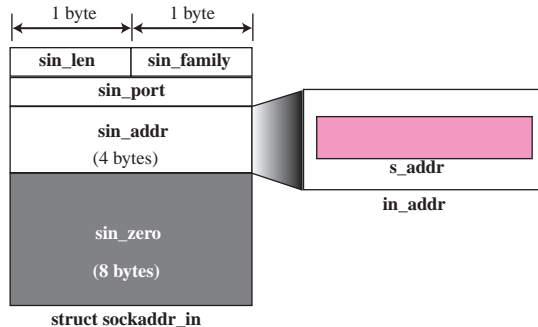 1 byte 1 byte
sin_len sin_family
sin_port
sin_addr
(4 bytes)
s_addr
in_addr
sin_zero
(8 bytes)
struct sockaddr_in